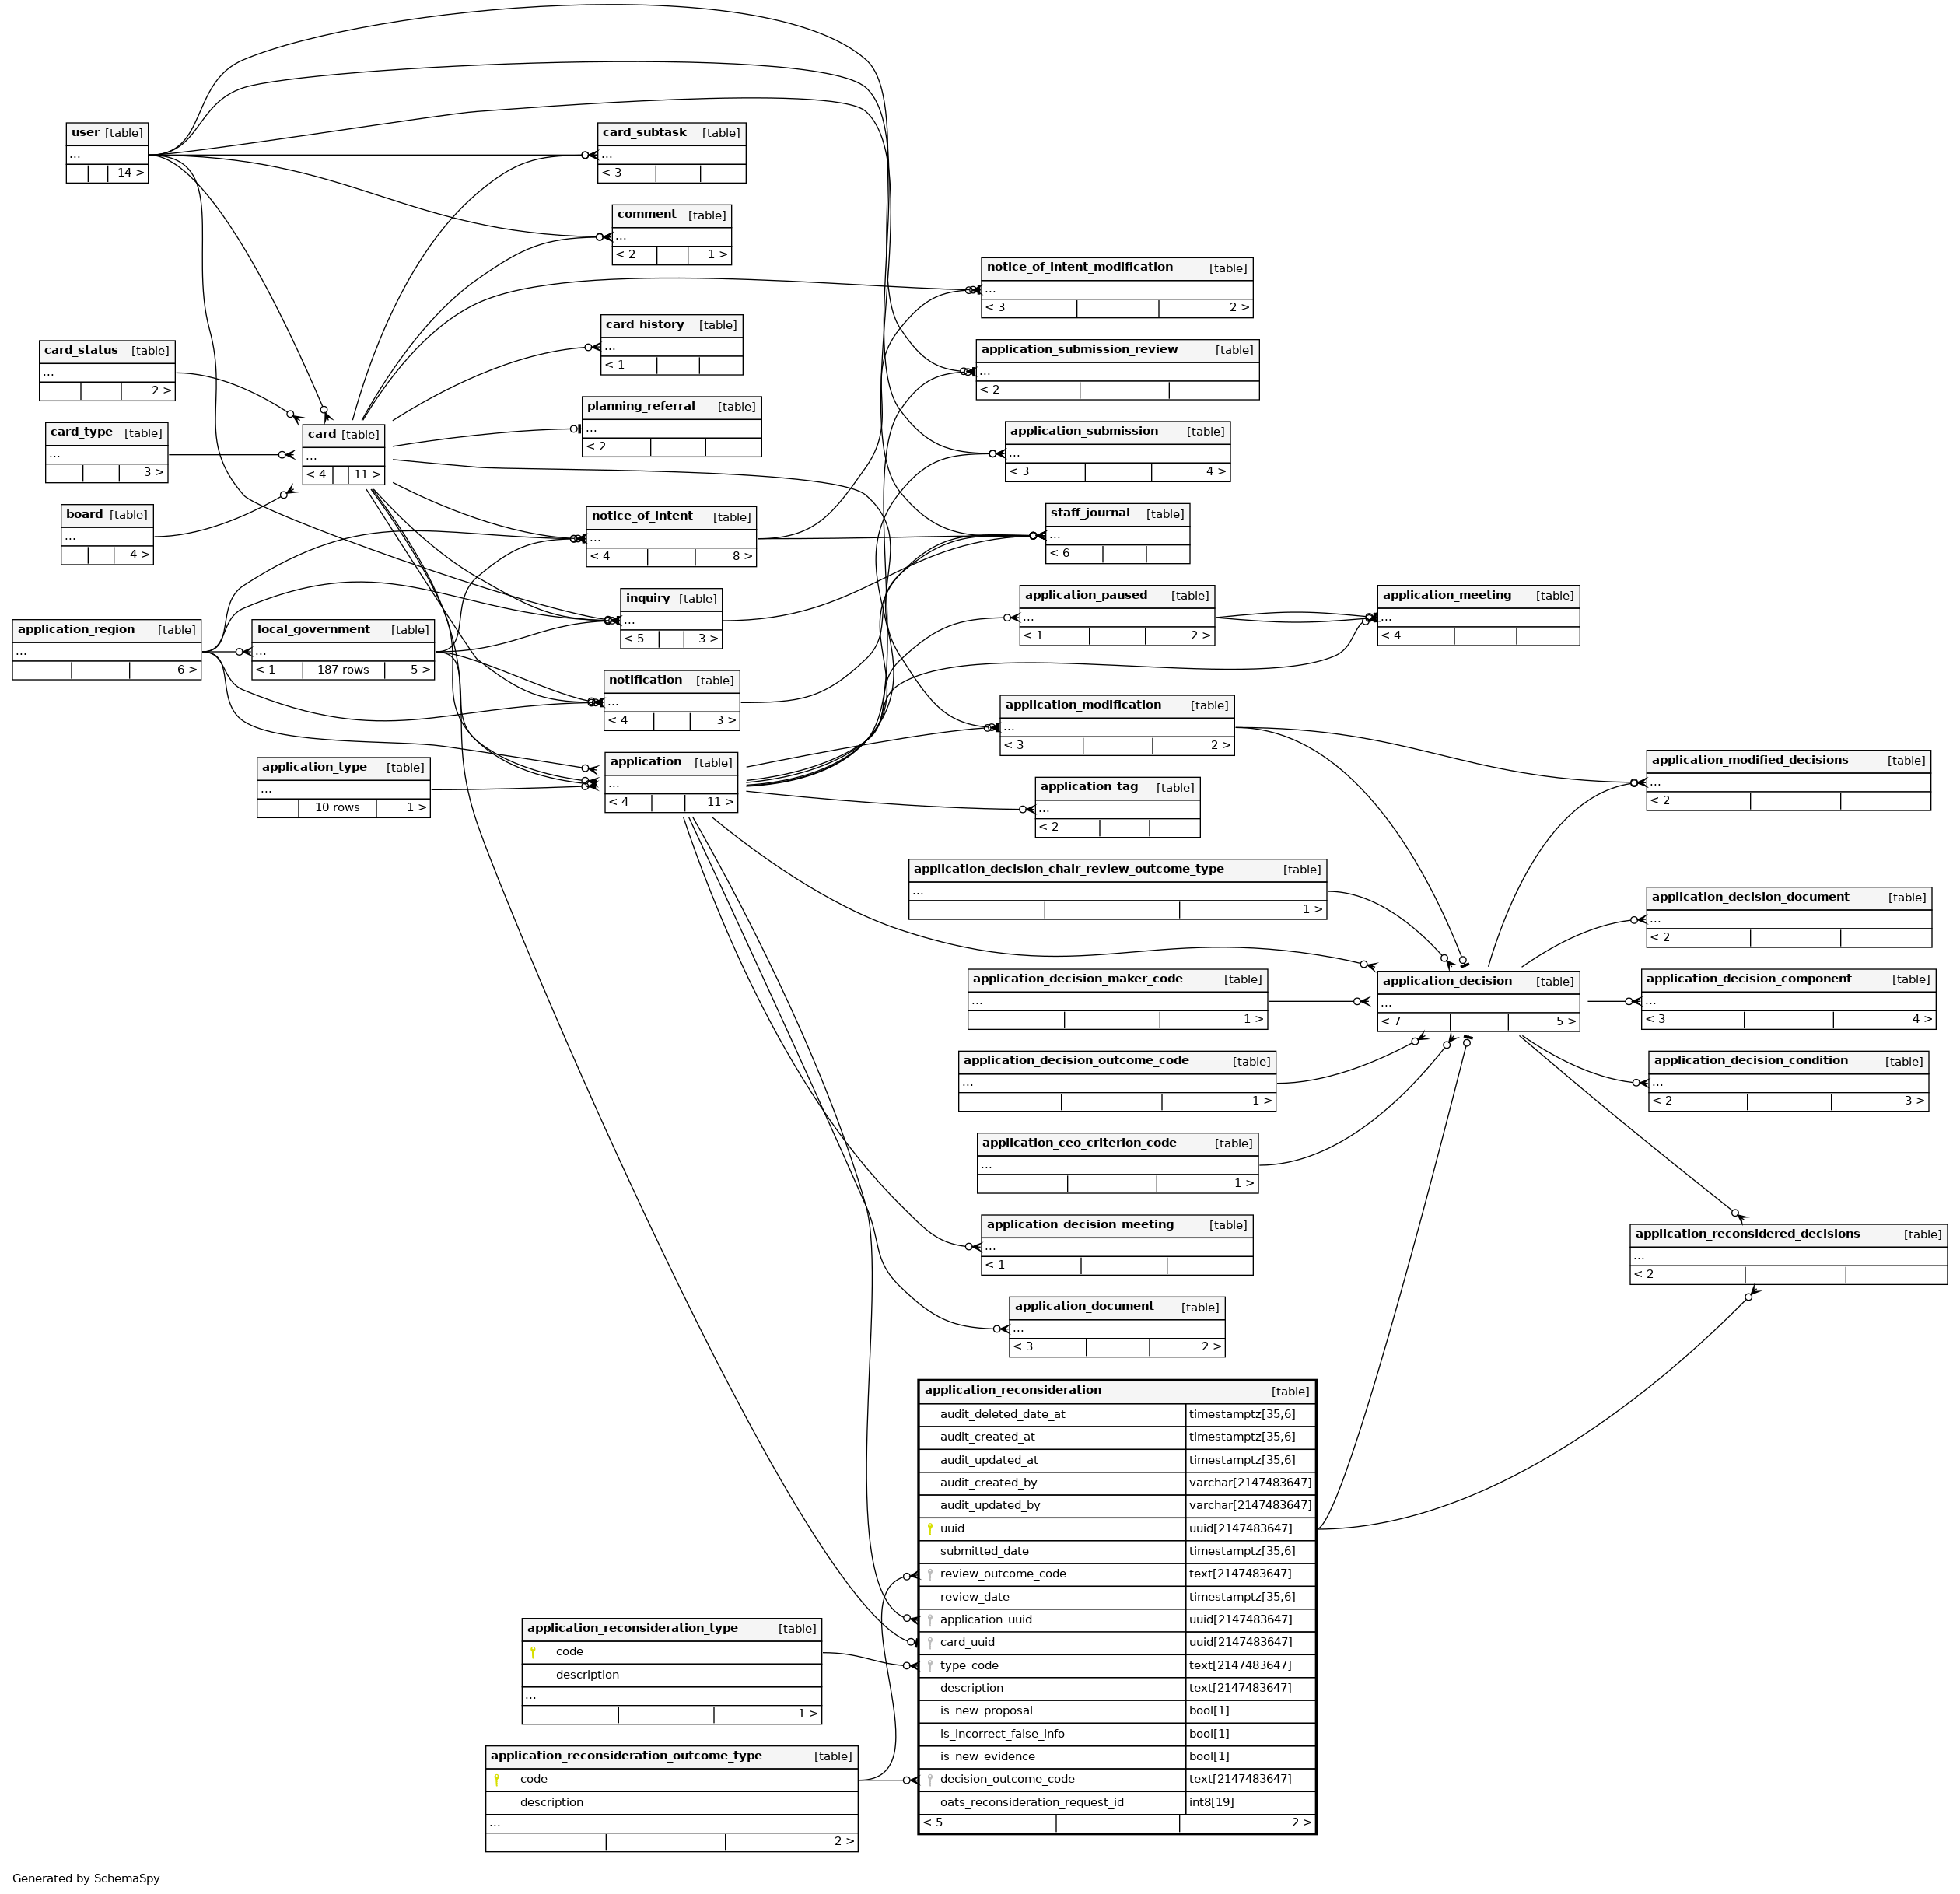 user [table]
...
14 >
card_subtask [table]
...
< 3
comment [table]
...
< 2 1 >
notice_of_intent_modification [table]
...
< 3 2 >
card_history [table]
...
< 1
card_status [table]
...
2 >
application_submission_review [table]
...
< 2
planning_referral [table]
...
< 2
card_type [table]
...
3 >
card [table]
...
< 4 11 >
application_submission [table]
...
< 3 4 >
board [table]
...
4 >
notice_of_intent [table]
...
< 4 8 >
staff_journal [table]
...
< 6
inquiry [table]
...
< 5 3 >
application_paused [table]
...
< 1 2 >
application_meeting [table]
...
< 4
application_region [table]
...
6 >
local_government [table]
...
< 1 187 rows 5 >
notification [table]
...
< 4 3 >
application_modification [table]
...
< 3 2 >
application_type [table]
...
10 rows 1 >
application [table]
...
< 4 11 >
application_modified_decisions [table]
...
< 2
application_tag [table]
...
< 2
application_decision_chair_review_outcome_type [table]
...
1 >
application_decision_document [table]
...
< 2
application_decision_maker_code [table]
...
1 >
application_decision [table]
...
< 7 5 >
application_decision_component [table]
...
< 3 4 >
application_decision_outcome_code [table]
...
1 >
application_decision_condition [table]
...
< 2 3 >
application_ceo_criterion_code [table]
...
1 >
application_decision_meeting [table]
...
< 1
application_reconsidered_decisions [table]
...
< 2
application_document [table]
...
< 3 2 >
application_reconsideration [table]
audit_deleted_date_at timestamptz[35,6]
audit_created_at timestamptz[35,6]
audit_updated_at timestamptz[35,6]
audit_created_by varchar[2147483647]
audit_updated_by varchar[2147483647]
uuid uuid[2147483647]
submitted_date timestamptz[35,6]
review_outcome_code text[2147483647]
review_date timestamptz[35,6]
application_uuid uuid[2147483647]
card_uuid uuid[2147483647]
type_code text[2147483647]
description text[2147483647]
is_new_proposal bool[1]
is_incorrect_false_info bool[1]
is_new_evidence bool[1]
decision_outcome_code text[2147483647]
oats_reconsideration_request_id int8[19]
< 5 2 >
application_reconsideration_type [table]
code
description
...
1 >
application_reconsideration_outcome_type [table]
code
description
...
2 >
Generated by SchemaSpy